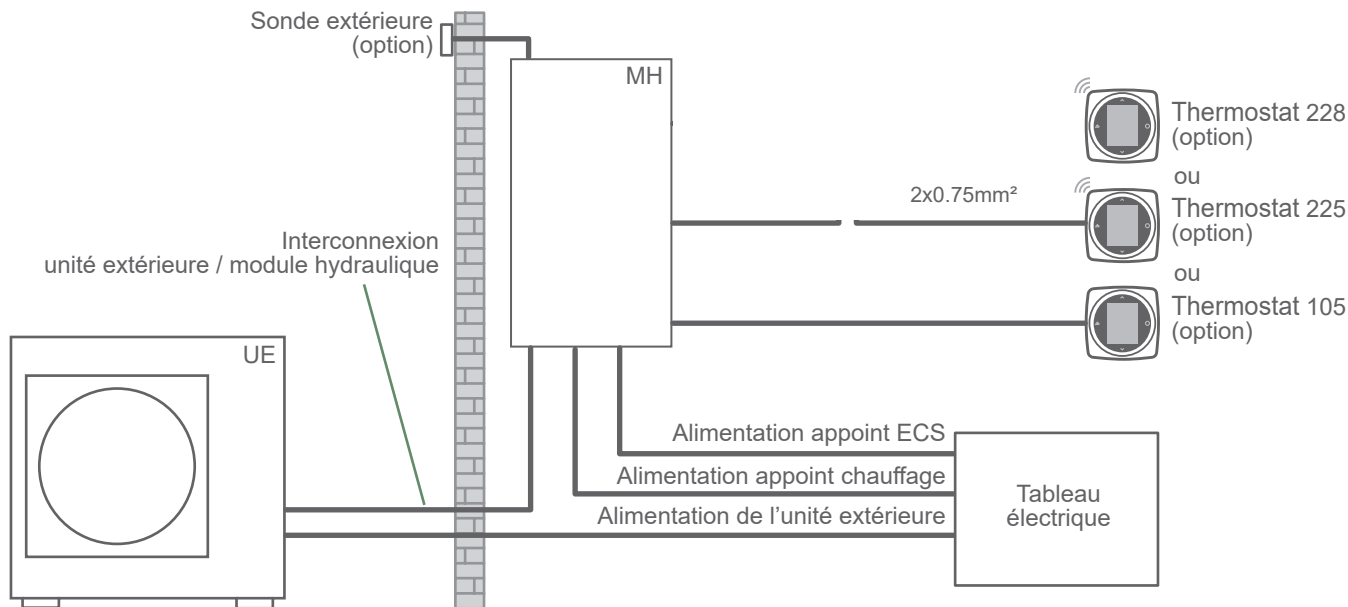 Sonde extérieure
(option)
MH
Thermostat 228
(option)
ou
2x0.75mm²
Thermostat 225
(option)
ou
Thermostat 105
(option)
Interconnexion
unité extérieure / module hydraulique
UE
Alimentation appoint ECS
Alimentation appoint chauffage
Alimentation de l’unité extérieure
Tableau
électrique